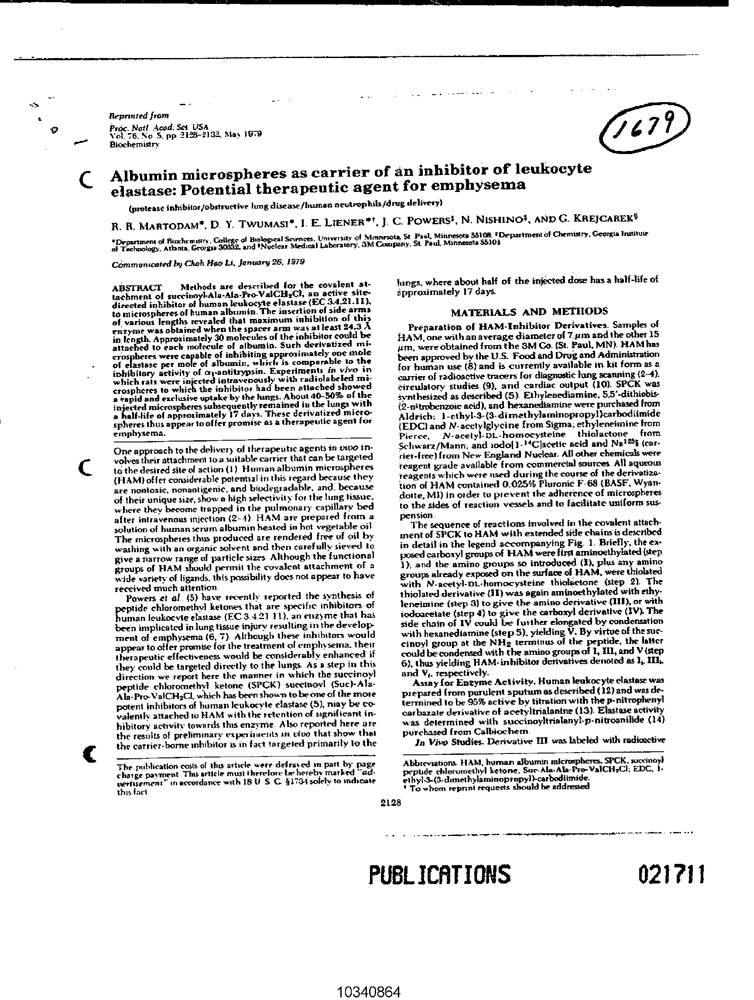 Reprinted from
Proc. Natl. Acad. Sci. USA
Vol. 76, No. 5, pp. 2128-2132, May 1979
Biochemistry
1679
Albumin microspheres as carrier of an inhibitor of leukocyte
elastase: Potential therapeutic agent for emphysema
(protease inhibitor/obstructive lung disease/human neutrophils/drug delivery)
R. R. MARTODAM*, D. Y. TWUMASI*, I. E. LIENER*†, J. C. POWERS‡, N. NISHINO‡, AND G. KREJCAREK§
*Department of Biochemistry, College of Biological Sciences, University of Minnesota, St. Paul, Minnesota 55108, ‡Department of Chemistry, Georgia Institute
of Technology, Atlanta, Georgia 30332, and §Nuclear Medical Laboratory, 3M Company, St. Paul, Minnesota 55101
Communicated by Choh Hao Li, January 26, 1979
ABSTRACT Methods are described for the covalent at-
tachment of succinoyl-Ala-Ala-Pro-ValCH₂Cl, an active site-
directed inhibitor of human leukocyte elastase (EC 3.4.21.11),
to microspheres of human albumin. The insertion of side arms
of various lengths revealed that maximum inhibition of this
enzyme was obtained when the spacer arm was at least 24.3 Å
in length. Approximately 30 molecules of the inhibitor could be
attached to each molecule of albumin. Such derivatized mi-
crospheres were capable of inhibiting approximately one mole
of elastase per mole of albumin, which is comparable to the
inhibitory activity of α₁-antitrypsin. Experiments in vivo in
which rats were injected intravenously with radiolabeled mi-
crospheres to which the inhibitor had been attached showed
a rapid and exclusive uptake by the lungs. About 40-50% of the
injected microspheres subsequently remained in the lungs with
a half-life of approximately 17 days. These derivatized micro-
spheres thus appear to offer promise as a therapeutic agent for
emphysema.
One approach to the delivery of therapeutic agents in vivo in-
volves their attachment to a suitable carrier that can be targeted
to the desired site of action (1). Human albumin microspheres
(HAM) offer considerable potential in this regard because they
are nontoxic, nonantigenic, and biodegradable, and, because
of their unique size, show a high selectivity for the lung tissue,
where they become trapped in the pulmonary capillary bed
after intravenous injection (2-4). HAM are prepared from a
solution of human serum albumin heated in hot vegetable oil.
The microspheres thus produced are rendered free of oil by
washing with an organic solvent and then carefully sieved to
give a narrow range of particle sizes. Although the functional
groups of HAM should permit the covalent attachment of a
wide variety of ligands, this possibility does not appear to have
received much attention.
Powers et al. (5) have recently reported the synthesis of
peptide chloromethyl ketones that are specific inhibitors of
human leukocyte elastase (EC 3.4.21.11), an enzyme that has
been implicated in lung tissue injury resulting in the develop-
ment of emphysema (6, 7). Although these inhibitors would
appear to offer promise for the treatment of emphysema, their
therapeutic effectiveness would be considerably enhanced if
they could be targeted directly to the lungs. As a step in this
direction we report here the manner in which the succinoyl
peptide chloromethyl ketone (SPCK) succinoyl (Suc)-Ala-
Ala-Pro-ValCH₂Cl, which has been shown to be one of the more
potent inhibitors of human leukocyte elastase (5), may be co-
valently attached to HAM with the retention of significant in-
hibitory activity towards this enzyme. Also reported here are
the results of preliminary experiments in vivo that show that
the carrier-borne inhibitor is in fact targeted primarily to the
The publication costs of this article were defrayed in part by page
charge payment. This article must therefore be hereby marked "ad-
vertisement" in accordance with 18 U. S. C. §1734 solely to indicate
this fact.
lungs, where about half of the injected dose has a half-life of
approximately 17 days.
MATERIALS AND METHODS
Preparation of HAM-Inhibitor Derivatives. Samples of
HAM, one with an average diameter of 7 μm and the other 15
μm, were obtained from the 3M Co. (St. Paul, MN). HAM has
been approved by the U.S. Food and Drug and Administration
for human use (8) and is currently available in kit form as a
carrier of radioactive tracers for diagnostic lung scanning (2-4),
circulatory studies (9), and cardiac output (10). SPCK was
synthesized as described (5). Ethylenediamine, 5,5'-dithiobis-
(2-nitrobenzoic acid), and hexanediamine were purchased from
Aldrich; 1-ethyl-3-(3-dimethylaminopropyl)carbodiimide
(EDC) and N-acetylglycine from Sigma; ethyleneimine from
Pierce, N-acetyl-DL-homocysteine thiolactone from
Schwarz/Mann; and iodo[1-¹⁴C]acetic acid and Na¹²⁵I (car-
rier-free) from New England Nuclear. All other chemicals were
reagent grade available from commercial sources. All aqueous
reagents which were used during the course of the derivatiza-
tion of HAM contained 0.025% Pluronic F-68 (BASF, Wyan-
dotte, MI) in order to prevent the adherence of microspheres
to the sides of reaction vessels and to facilitate uniform sus-
pension.
The sequence of reactions involved in the covalent attach-
ment of SPCK to HAM with extended side chains is described
in detail in the legend accompanying Fig. 1. Briefly, the ex-
posed carboxyl groups of HAM were first aminoethylated (step
1), and the amino groups so introduced (I), plus any amino
groups already exposed on the surface of HAM, were thiolated
with N-acetyl-DL-homocysteine thiolactone (step 2). The
thiolated derivative (II) was again aminoethylated with ethy-
leneimine (step 3) to give the amino derivative (III), or with
iodoacetate (step 4) to give the carboxyl derivative (IV). The
side chain of IV could be further elongated by condensation
with hexanediamine (step 5), yielding V. By virtue of the suc-
cinoyl group at the NH₂ terminus of the peptide, the latter
could be condensed with the amino groups of I, III, and V (step
6), thus yielding HAM-inhibitor derivatives denoted as Iᵢ, IIIᵢ,
and Vᵢ, respectively.
Assay for Enzyme Activity. Human leukocyte elastase was
prepared from purulent sputum as described (12) and was de-
termined to be 95% active by titration with the p-nitrophenyl
carbazate derivative of acetyltrialanine (13). Elastase activity
was determined with succinoyltrialanyl-p-nitroanilide (14)
purchased from Calbiochem.
In Vivo Studies. Derivative III was labeled with radioactive
Abbreviations: HAM, human albumin microspheres; SPCK, succinoyl
peptide chloromethyl ketone, Suc-Ala-Ala-Pro-ValCH₂Cl; EDC, 1-
ethyl-3-(3-dimethylaminopropyl)-carbodiimide.
† To whom reprint requests should be addressed
2128
PUBLICATIONS 021711
10340864